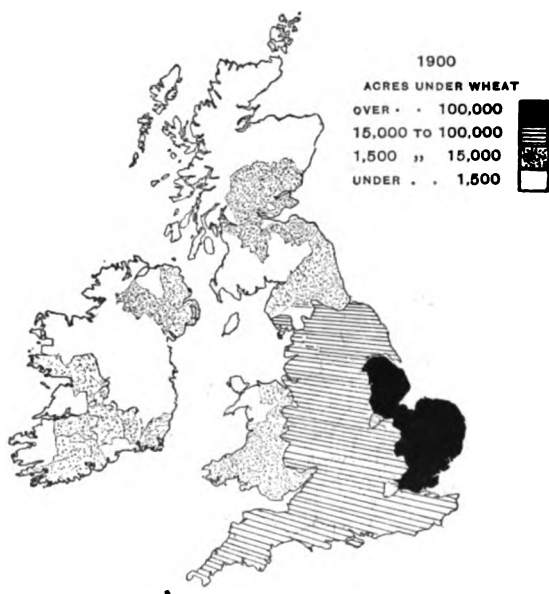 1900
ACRES UNDER WHEAT
OVER · · 100,000
15,000 TO 100,000
1,500 „ 15,000
UNDER . . 1,500